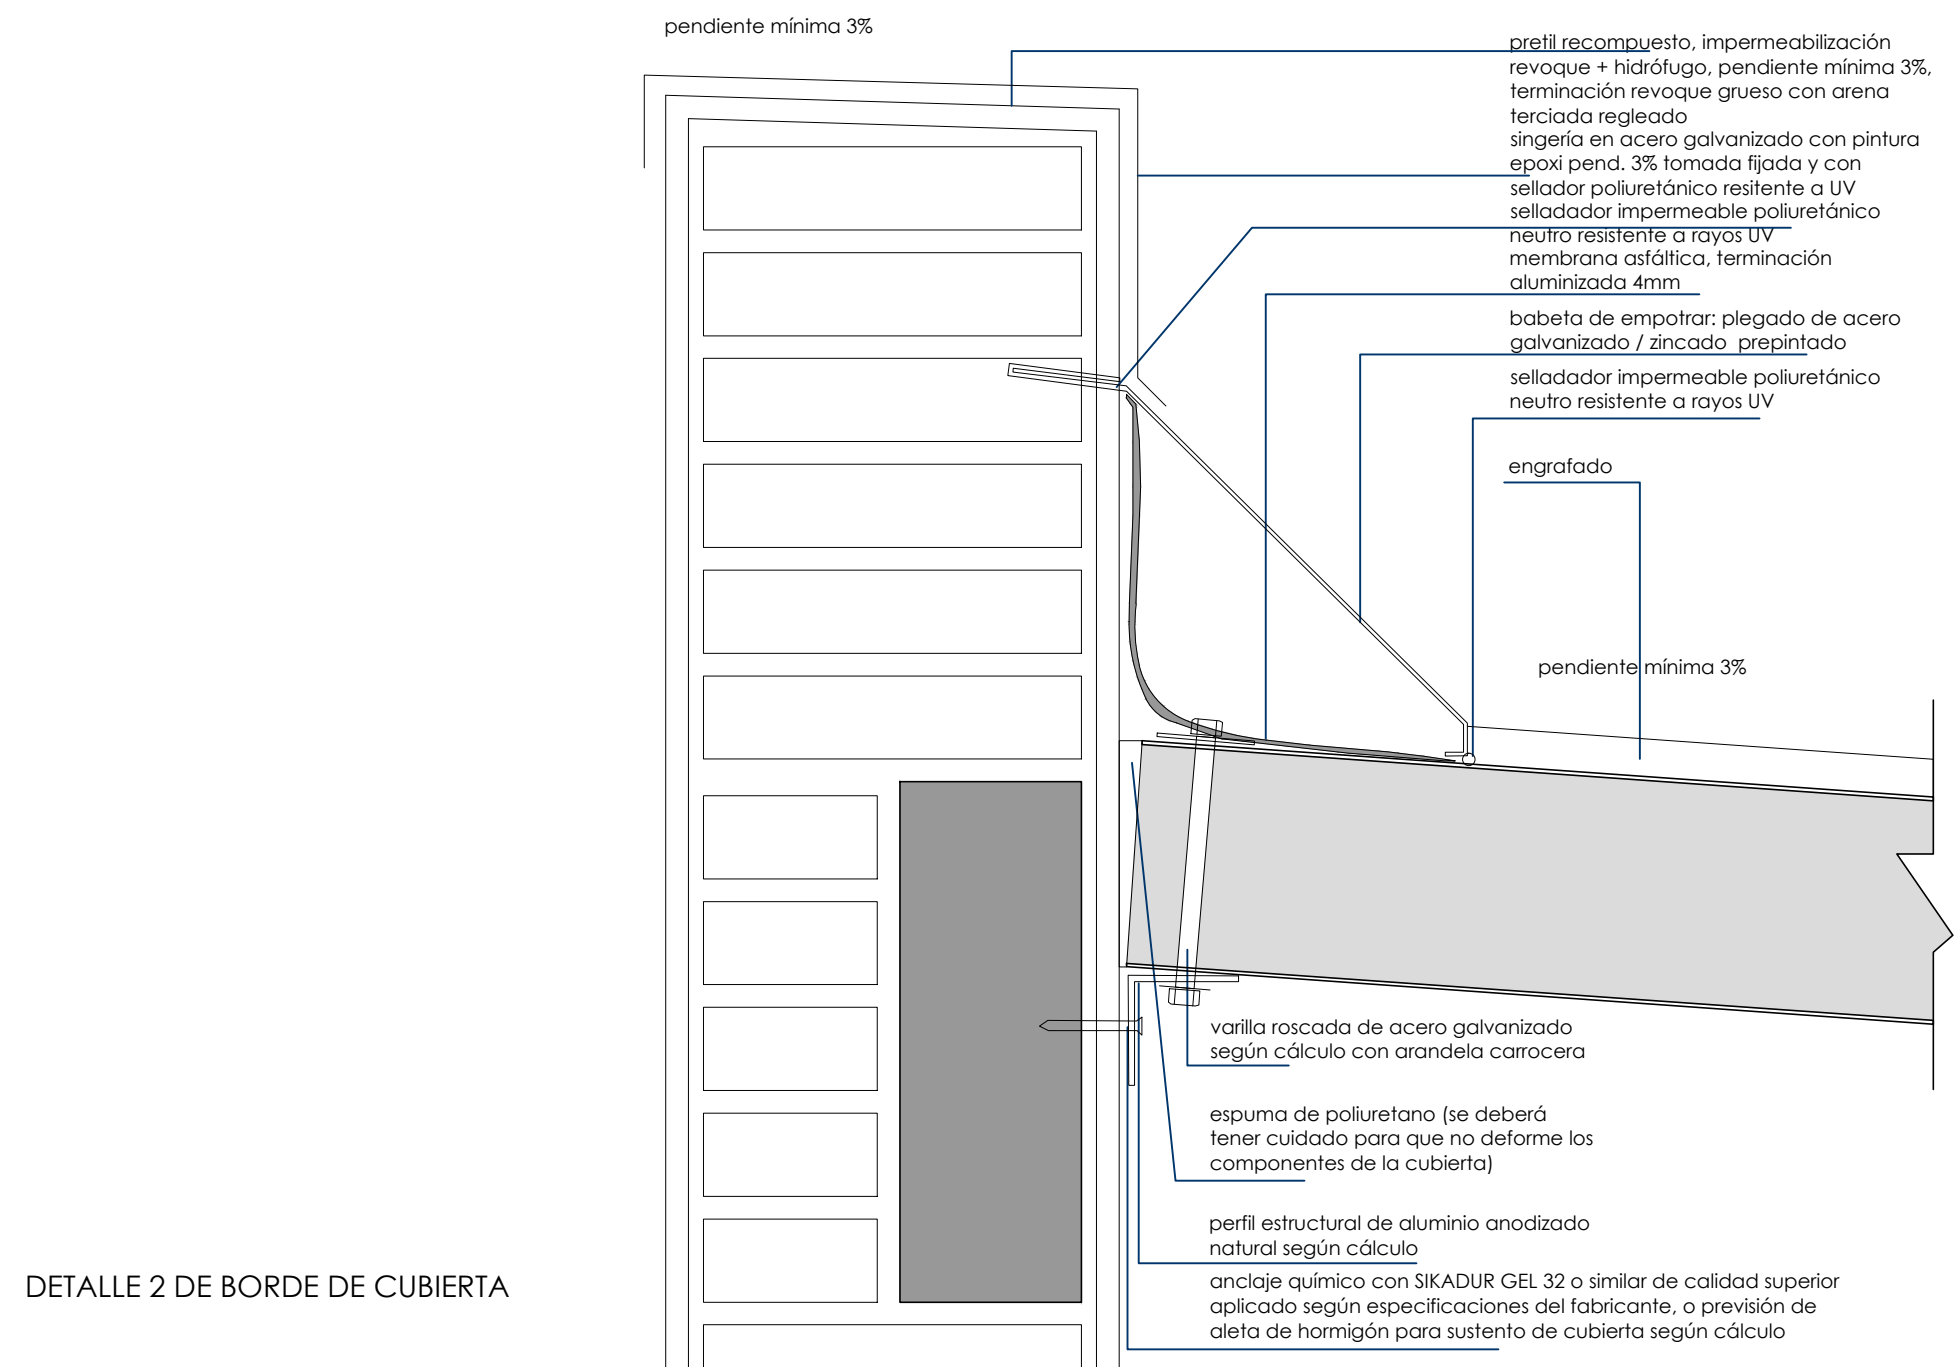 pendiente mínima 3%
pretil recompuesto, impermeabilización
revoque + hidrófugo, pendiente mínima 3%,
terminación revoque grueso con arena
terciada regleado
singería en acero galvanizado con pintura
epoxi pend. 3% tomada fijada y con
sellador poliuretánico resitente a UV
selladador impermeable poliuretánico
neutro resistente a rayos UV
membrana asfáltica, terminación
aluminizada 4mm
babeta de empotrar: plegado de acero
galvanizado / zincado prepintado
selladador impermeable poliuretánico
neutro resistente a rayos UV
engrafado
pendiente mínima 3%
varilla roscada de acero galvanizado
según cálculo con arandela carrocera
espuma de poliuretano (se deberá
tener cuidado para que no deforme los
componentes de la cubierta)
perfil estructural de aluminio anodizado
natural según cálculo
anclaje químico con SIKADUR GEL 32 o similar de calidad superior
aplicado según especificaciones del fabricante, o previsión de
aleta de hormigón para sustento de cubierta según cálculo
DETALLE 2 DE BORDE DE CUBIERTA